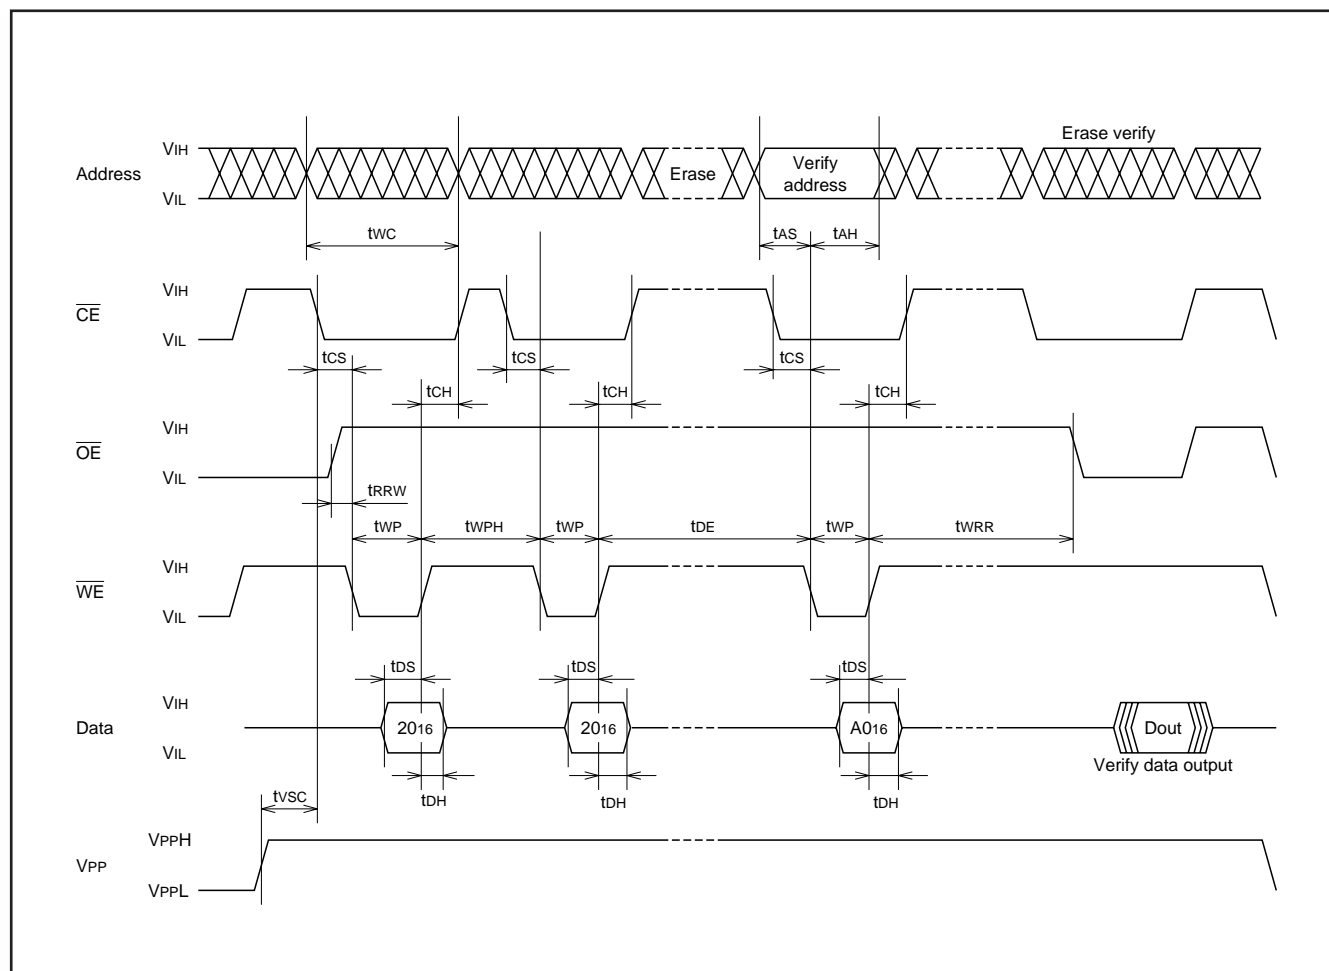 Erase verify
Address
VIH
VIL
Erase
Verify
address
tWC
tAS
tAH
CE
VIH
VIL
tCS
tCS
tCS
tCH
tCH
tCH
OE
VIH
VIL
tRRW
tWP
tWPH
tWP
tDE
tWP
tWRR
WE
VIH
VIL
tDS
tDS
tDS
Data
VIH
VIL
2016
2016
A016
Dout
Verify data output
tDH
tDH
tDH
tVSC
VPP
VPPH
VPPL